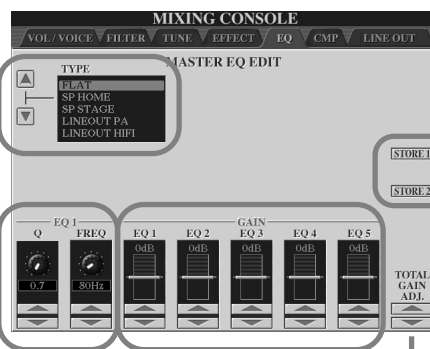 MIXING CONSOLE
VOL / VOICE FILTER TUNE EFFECT EQ CMP LINE OUT
MASTER EQ EDIT
TYPE
FLAT
SP HOME
SP STAGE
LINEOUT PA
LINEOUT HIFI
STORE 1
STORE 2
EQ 1
Q FREQ
0.7 80Hz
GAIN
EQ 1 EQ 2 EQ 3 EQ 4 EQ 5
0dB 0dB 0dB 0dB 0dB
TOTAL
GAIN
ADJ.